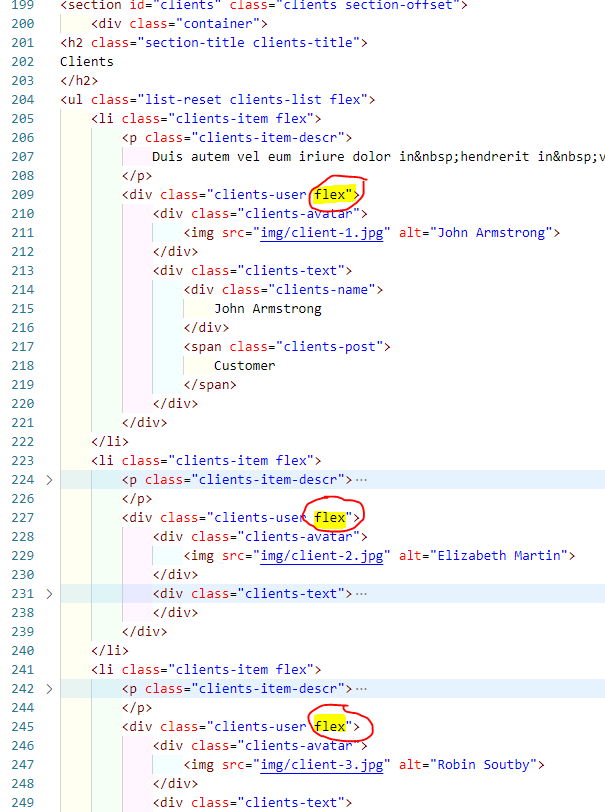 199 <section id="clients" class="clients section-offset">
200 <div class="container">
201 <h2 class="section-title clients-title">
202 Clients
203 </h2>
204 <ul class="list-reset clients-list flex">
205 <li class="clients-item flex">
206 <p class="clients-item-descr">
207 Duis autem vel eum iriure dolor in&nbsp;hendrerit in&nbsp;v
208 </p>
209 <div class="clients-user flex">
210 <div class="clients-avatar">
211 <img src="img/client-1.jpg" alt="John Armstrong">
212 </div>
213 <div class="clients-text">
214 <div class="clients-name">
215 John Armstrong
216 </div>
217 <span class="clients-post">
218 Customer
219 </span>
220 </div>
221 </div>
222 </li>
223 <li class="clients-item flex">
224 > <p class="clients-item-descr">…
226 </p>
227 <div class="clients-user flex">
228 <div class="clients-avatar">
229 <img src="img/client-2.jpg" alt="Elizabeth Martin">
230 </div>
231 > <div class="clients-text">…
238 </div>
239 </div>
240 </li>
241 <li class="clients-item flex">
242 > <p class="clients-item-descr">…
244 </p>
245 <div class="clients-user flex">
246 <div class="clients-avatar">
247 <img src="img/client-3.jpg" alt="Robin Soutby">
248 </div>
249 <div class="clients-text">